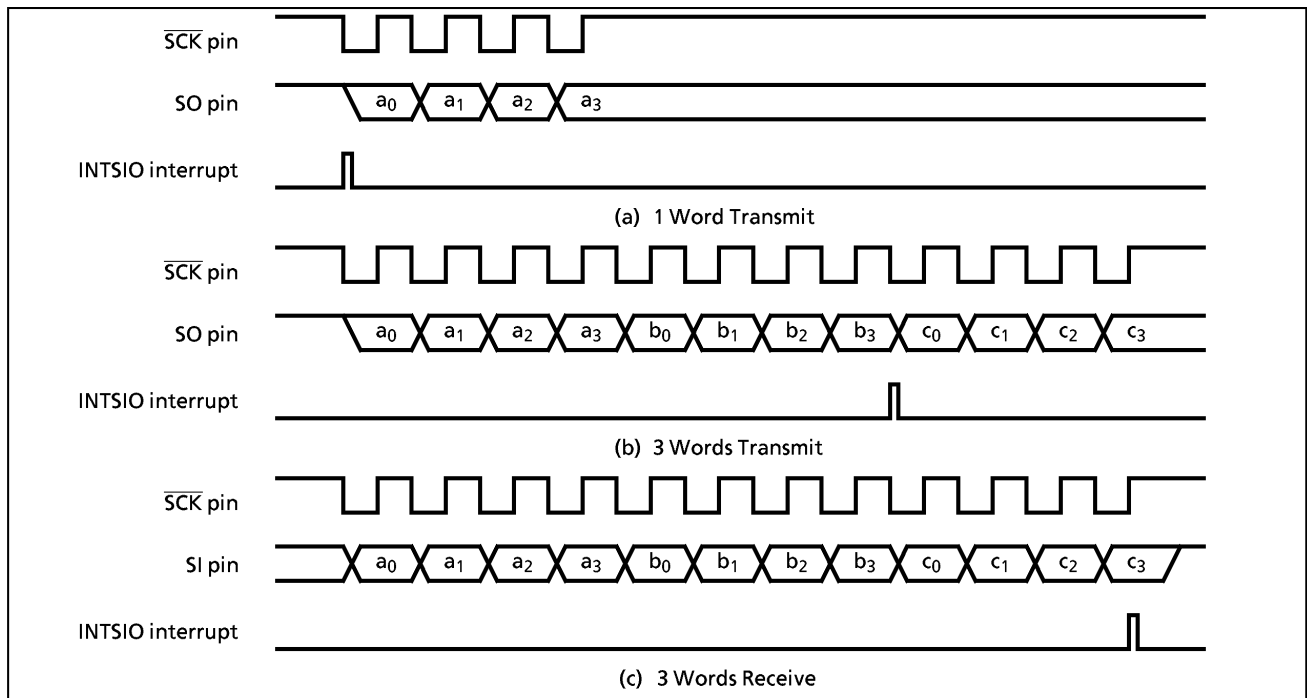 SCK pin
SO pin a0 a1 a2 a3
INTSIO interrupt
(a) 1 Word Transmit
SCK pin
SO pin a0 a1 a2 a3 b0 b1 b2 b3 c0 c1 c2 c3
INTSIO interrupt
(b) 3 Words Transmit
SCK pin
SI pin a0 a1 a2 a3 b0 b1 b2 b3 c0 c1 c2 c3
INTSIO interrupt
(c) 3 Words Receive